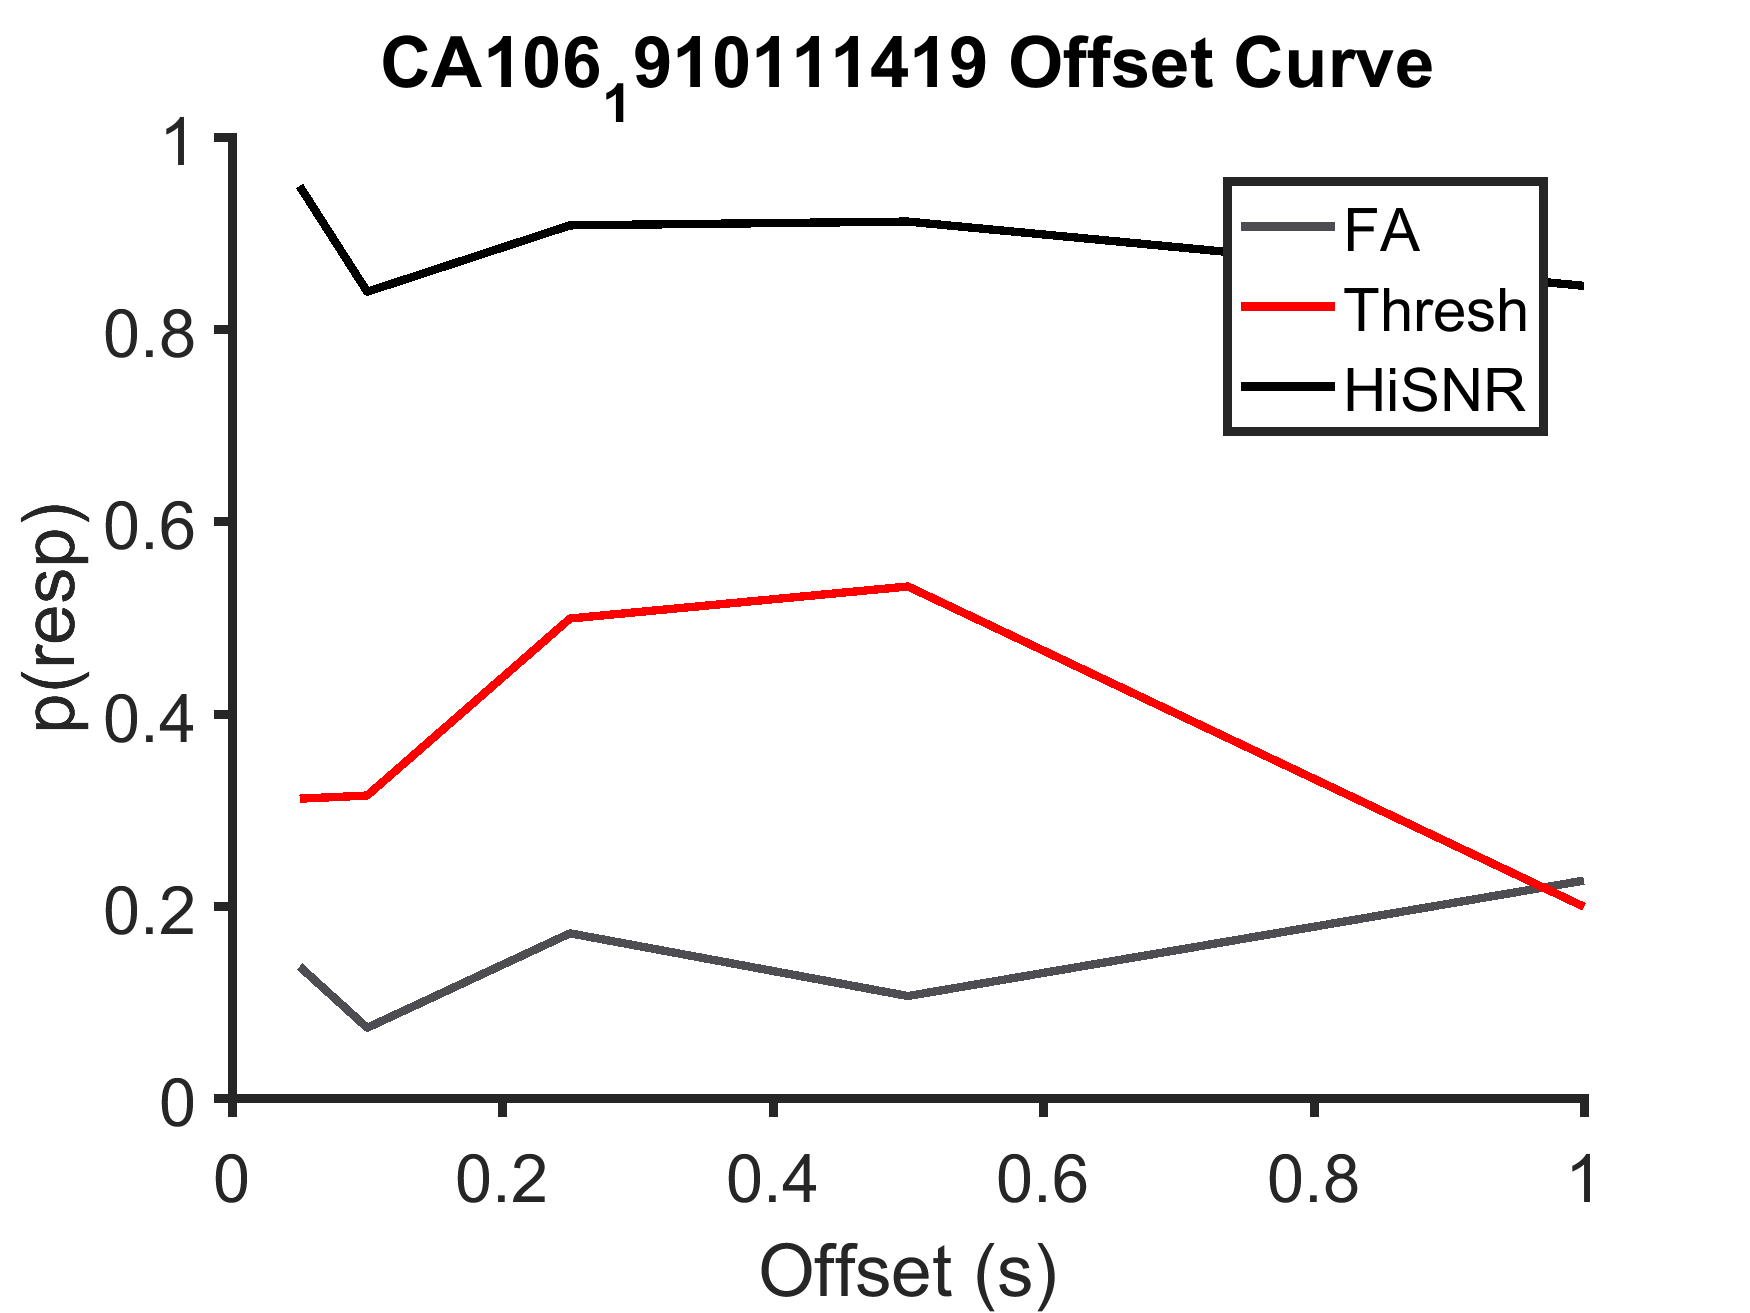 CA106₁910111419 Offset Curve
1
0.8
0.6
0.4
0.2
0
p(resp)
FA
Thresh
HiSNR
0 0.2 0.4 0.6 0.8 1
Offset (s)